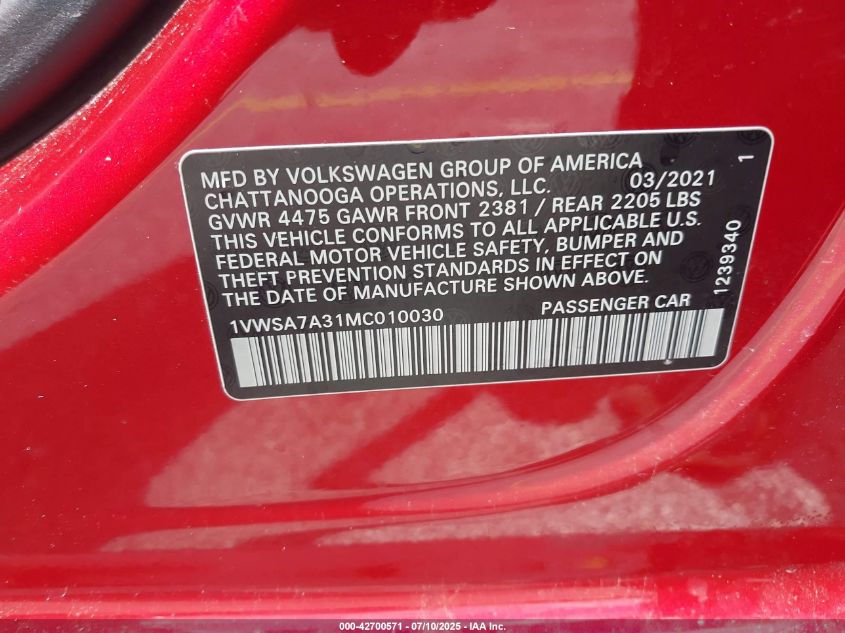 MFD BY VOLKSWAGEN GROUP OF AMERICA
CHATTANOOGA OPERATIONS, LLC. 03/2021 1
GVWR 4475 GAWR FRONT 2381 / REAR 2205 LBS
THIS VEHICLE CONFORMS TO ALL APPLICABLE U.S.
FEDERAL MOTOR VEHICLE SAFETY, BUMPER AND
THEFT PREVENTION STANDARDS IN EFFECT ON
THE DATE OF MANUFACTURE SHOWN ABOVE.
1239340
1VWSA7A31MC010030 PASSENGER CAR
000-42700571 - 07/10/2025 - IAA Inc.